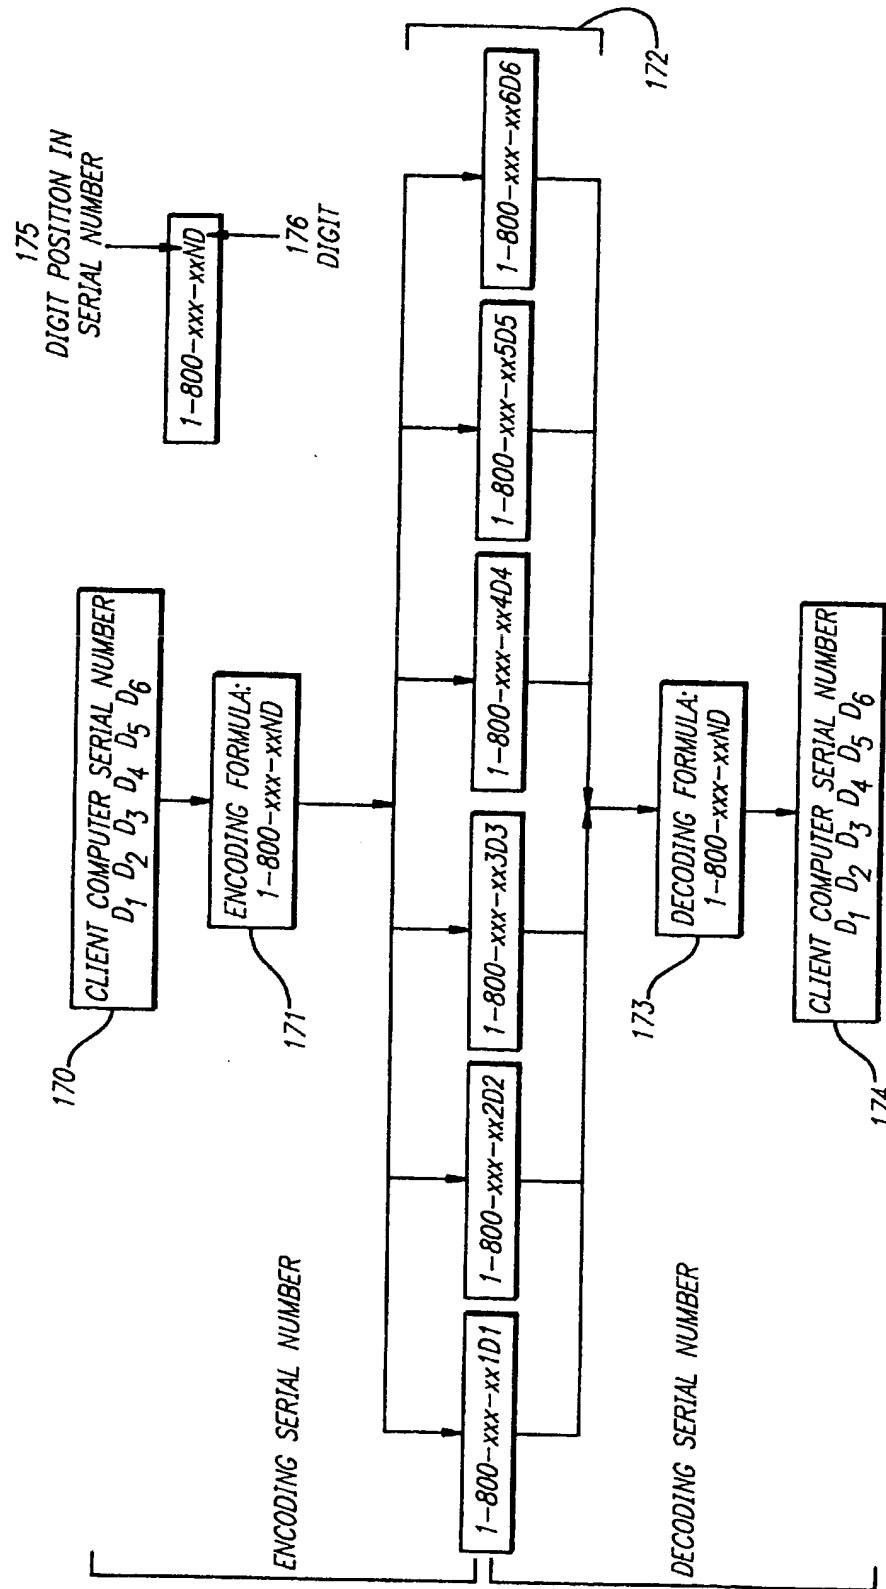 175
DIGIT POSITION IN
SERIAL NUMBER
1-800-xxx-xxND
176
DIGIT
170
CLIENT COMPUTER SERIAL NUMBER
D1 D2 D3 D4 D5 D6
171
ENCODING FORMULA:
1-800-xxx-xxND
ENCODING SERIAL NUMBER
1-800-xxx-xx1D1
1-800-xxx-xx2D2
1-800-xxx-xx3D3
1-800-xxx-xx4D4
1-800-xxx-xx5D5
1-800-xxx-xx6D6
172
DECODING SERIAL NUMBER
173
DECODING FORMULA:
1-800-xxx-xxND
174
CLIENT COMPUTER SERIAL NUMBER
D1 D2 D3 D4 D5 D6